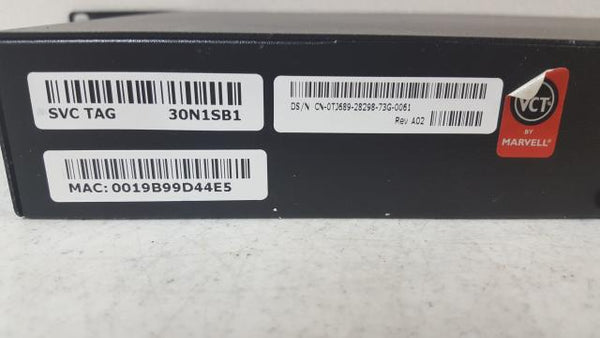 SVC TAG 30N1SB1
DS/N CN-0TJ689-28298-73G-0061
Rev A02
MAC: 0019B99D44E5
VCT
BY
MARVELL®